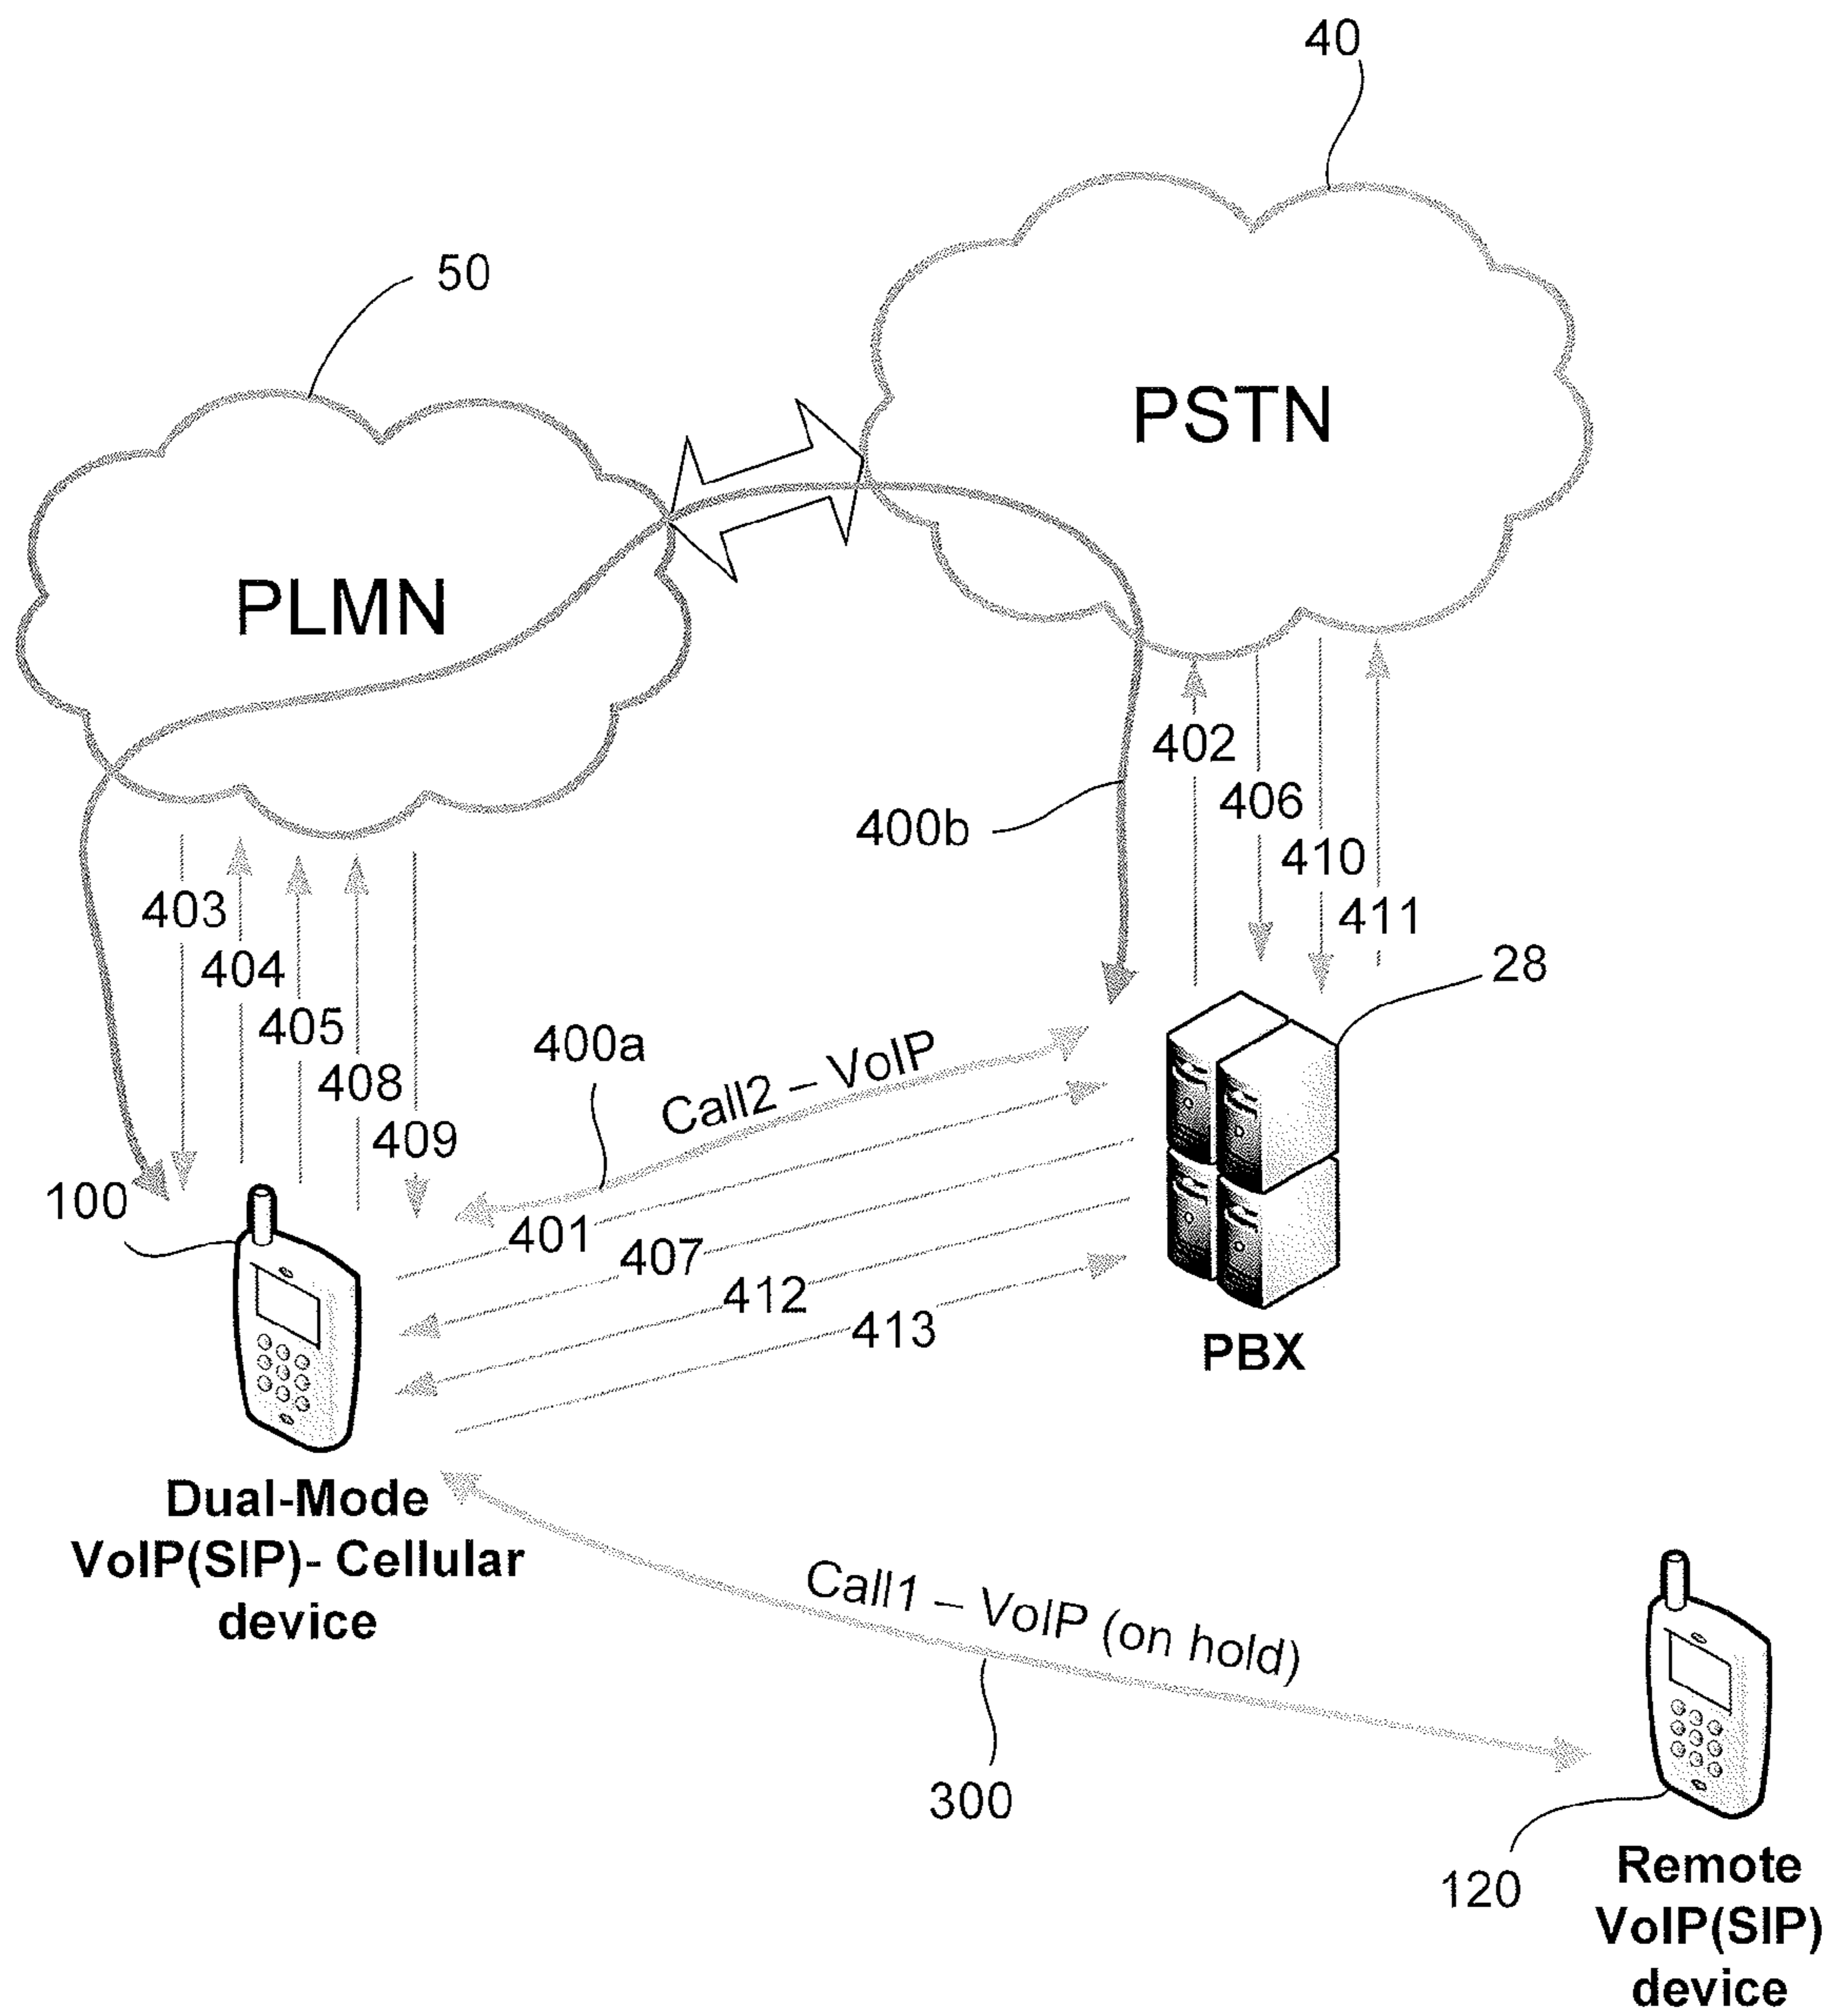 40
50
PSTN
PLMN
402
406
400b
410
403
411
404
28
405
400a
Call2 – VoIP
408
409
100
401
407
412
413
PBX
Dual-Mode
VoIP(SIP)- Cellular
device
Call1 – VoIP (on hold)
300
120
Remote
VoIP(SIP)
device